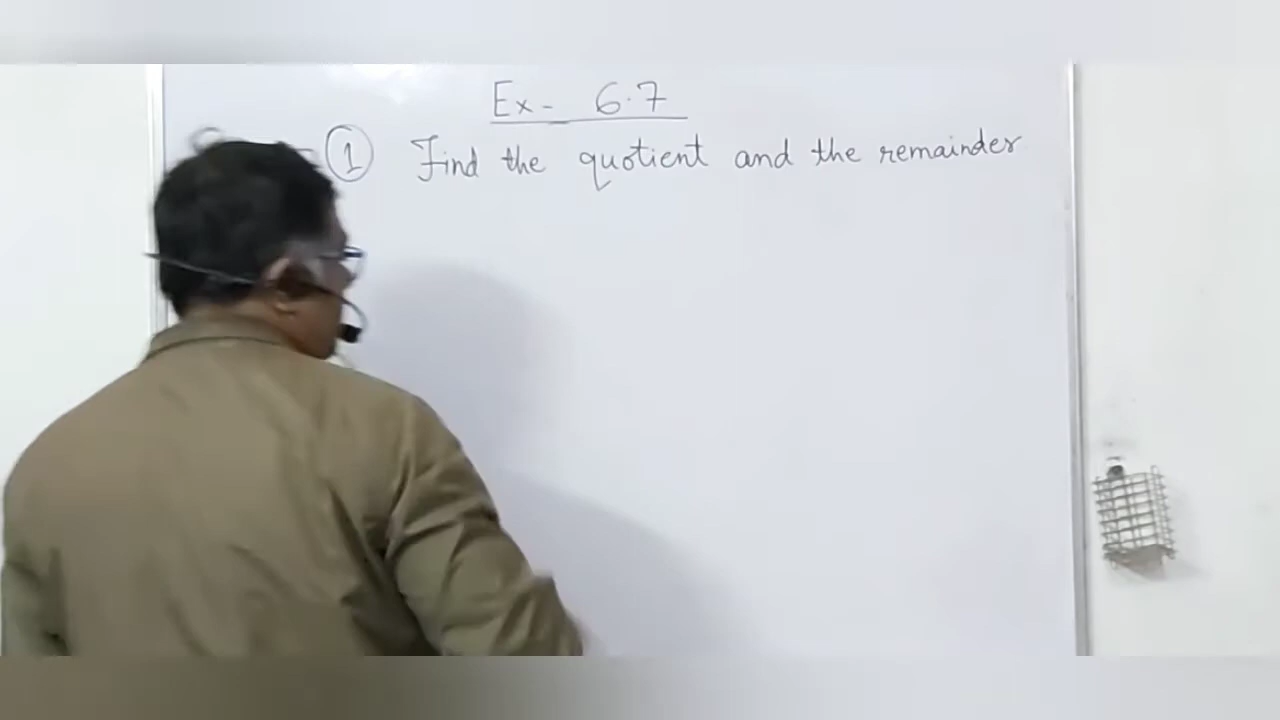 Ex- 6.7
① Find the quotient and the remainder